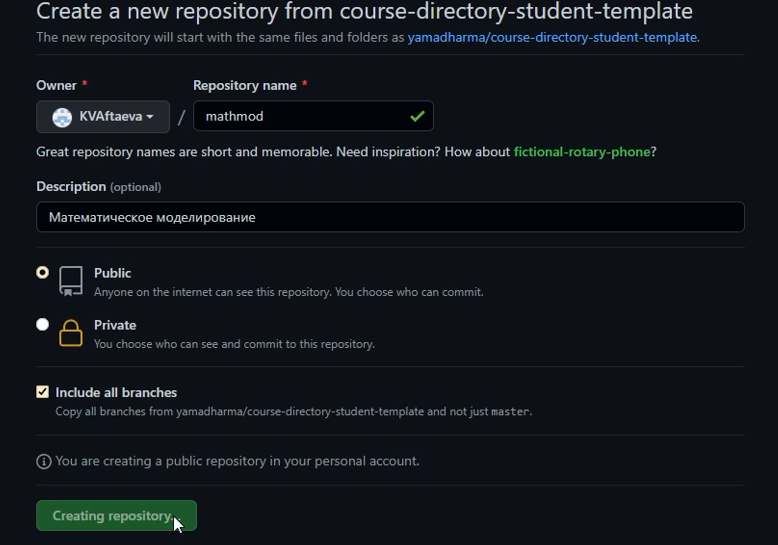 Create a new repository from course-directory-student-template
The new repository will start with the same files and folders as yamadharma/course-directory-student-template.
Owner * Repository name *
KVAftaeva / mathmod
Great repository names are short and memorable. Need inspiration? How about fictional-rotary-phone?
Description (optional)
Математическое моделирование
Public
Anyone on the internet can see this repository. You choose who can commit.
Private
You choose who can see and commit to this repository.
Include all branches
Copy all branches from yamadharma/course-directory-student-template and not just master.
You are creating a public repository in your personal account.
Creating repository